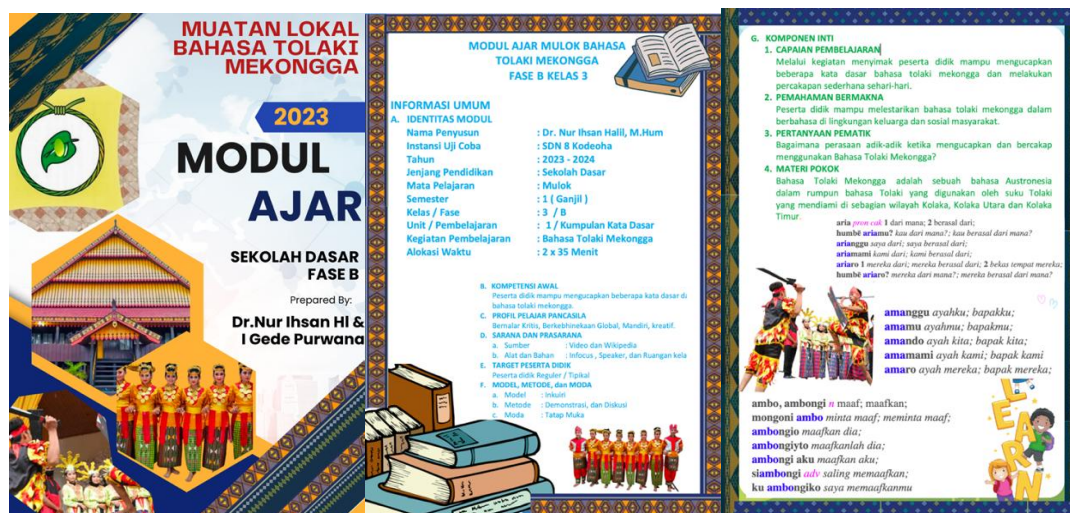 MUATAN LOKAL
BAHASA TOLAKI
MEKONGGA
2023
MODUL
AJAR
SEKOLAH DASAR
FASE B
Prepared By:
Dr.Nur Ihsan Hl &
I Gede Purwana
MODUL AJAR MULOK BAHASA
TOLAKI MEKONGGA
FASE B KELAS 3
INFORMASI UMUM
A. IDENTITAS MODUL
Nama Penyusun : Dr. Nur Ihsan Halil, M.Hum
Instansi Uji Coba : SDN 8 Kodeoha
Tahun : 2023 - 2024
Jenjang Pendidikan : Sekolah Dasar
Mata Pelajaran : Mulok
Semester : 1 ( Ganjil )
Kelas / Fase : 3 / B
Unit / Pembelajaran : 1 / Kumpulan Kata Dasar
Kegiatan Pembelajaran : Bahasa Tolaki Mekongga
Alokasi Waktu : 2 x 35 Menit
B. KOMPETENSI AWAL
Peserta didik mampu mengucapkan beberapa kata dasar da
bahasa tolaki mekongga.
C. PROFIL PELAJAR PANCASILA
Bernalar Kritis, Berkebhinekaan Global, Mandiri, kreatif.
D. SARANA DAN PRASARANA
a. Sumber : Video dan Wikipedia
b. Alat dan Bahan : Infocus , Speaker, dan Ruangan kela
E. TARGET PESERTA DIDIK
Peserta didik Reguler / Tipikal
F. MODEL, METODE, dan MODA
a. Model : Inkuiri
b. Metode : Demonstrasi, dan Diskusi
c. Moda : Tatap Muka
G. KOMPONEN INTI
1. CAPAIAN PEMBELAJARAN
Melalui kegiatan menyimak peserta didik mampu mengucapkan
beberapa kata dasar bahasa tolaki mekongga dan melakukan
percakapan sederhana sehari-hari.
2. PEMAHAMAN BERMAKNA
Peserta didik mampu melestarikan bahasa tolaki mekongga dalam
berbahasa di lingkungan keluarga dan sosial masyarakat.
3. PERTANYAAN PEMATIK
Bagaimana perasaan adik-adik ketika mengucapkan dan bercakap
menggunakan Bahasa Tolaki Mekongga?
4. MATERI POKOK
Bahasa Tolaki Mekongga adalah sebuah bahasa Austronesia
dalam rumpun bahasa Tolaki yang digunakan oleh suku Tolaki
yang mendiami di sebagian wilayah Kolaka, Kolaka Utara dan Kolaka
Timur.
aria pron cak 1 dari mana; 2 berasal dari;
humbê ariamu? kau dari mana?; kau berasal dari mana?
arianggu saya dari; saya berasal dari;
ariamami kami dari; kami berasal dari;
ariaro 1 mereka dari; mereka berasal dari; 2 bekas tempat mereka;
humbê ariaro? mereka dari mana?; mereka berasal dari mana?
amanggu ayahku; bapakku;
amamu ayahmu; bapakmu;
amando ayah kita; bapak kita;
amamami ayah kami; bapak kami
amaro ayah mereka; bapak mereka;
ambo, ambongi n maaf; maafkan;
mongoni ambo minta maaf; meminta maaf;
ambongio maafkan dia;
ambongiyto maafkanlah dia;
ambongi aku maafkan aku;
siambongi adv saling memaafkan;
ku ambongiko saya memaafkanmu
LEARN